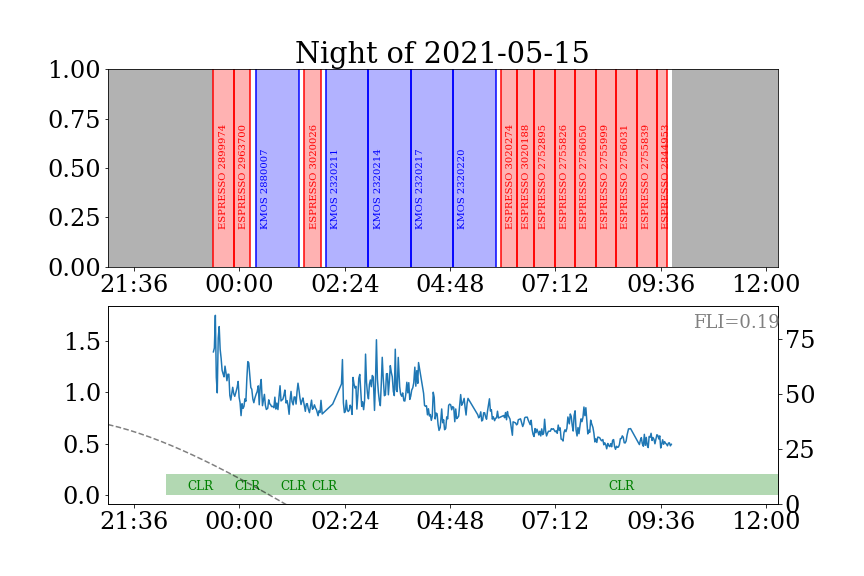 Night of 2021-05-15
1.00
0.75
0.50
0.25
0.00
ESPRESSO 2899974
ESPRESSO 2963700
KMOS 2880007
ESPRESSO 3020026
KMOS 2320211
KMOS 2320214
KMOS 2320217
KMOS 2320220
ESPRESSO 3020274
ESPRESSO 3020188
ESPRESSO 2752895
ESPRESSO 2755826
ESPRESSO 2756050
ESPRESSO 2755999
ESPRESSO 2756031
ESPRESSO 2755839
ESPRESSO 2844953
21:36 00:00 02:24 04:48 07:12 09:36 12:00
FLI=0.19
1.5
1.0
0.5
0.0
75
50
25
0
CLR CLR CLR CLR CLR
21:36 00:00 02:24 04:48 07:12 09:36 12:00